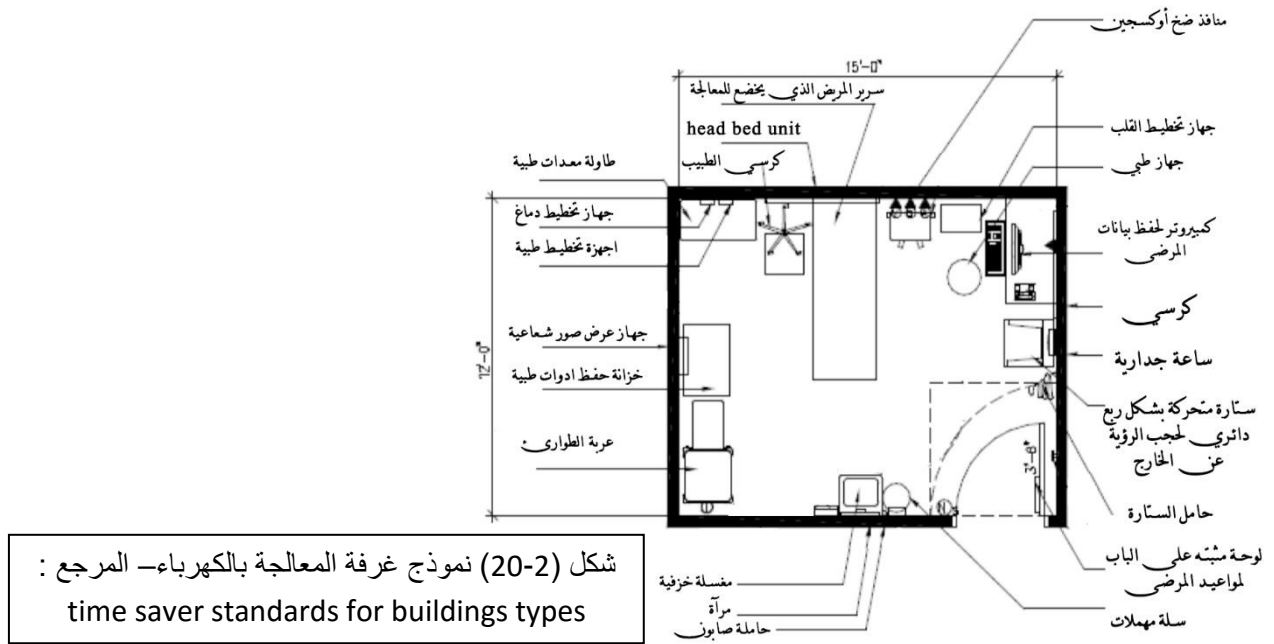 منافذ ضخ أوكسجين
15'-0"
سرير المريض الذي يخضع للمعالجة
head bed unit
كرسي الطبيب
طاولة معدات طبية
جهاز تخطيط القلب
جهاز طبي
جهاز تخطيط دماغ
اجهزة تخطيط طبية
كمبيروتر لحفظ بيانات
المرضى
كرسي
جهاز عرض صور شعاعية
12'-0"
ساعة جدارية
خزانة حفظ ادوات طبية
ستارة متحركة بشكل ربع
دائري لحجب الرؤية
عن الخارج
عربة الطوارئ
3'-8"
حامل الستارة
لوحة مثبته على الباب
لمواعيد المرضى
مغسلة خزفية
مرآة
حاملة صابون
سلة مهملات
شكل (2-20) نموذج غرفة المعالجة بالكهرباء– المرجع :
time saver standards for buildings types